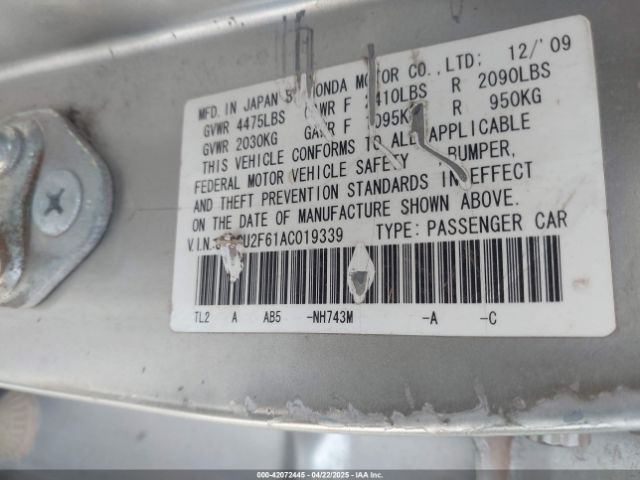 MFD. IN JAPAN BY HONDA MOTOR CO., LTD; 12/'09
GVWR 4475LBS F 2410LBS R 2090LBS
GVWR 2030KG GAWR F 1095KG R 950KG
THIS VEHICLE CONFORMS TO ALL APPLICABLE
FEDERAL MOTOR VEHICLE SAFETY BUMPER,
AND THEFT PREVENTION STANDARDS IN EFFECT
ON THE DATE OF MANUFACTURE SHOWN ABOVE.
V.I.N.: U2F61AC019339 TYPE: PASSENGER CAR
TL2 A AB5 -NH743M -A -C
000-42072445 - 04/22/2025 - IAA Inc.